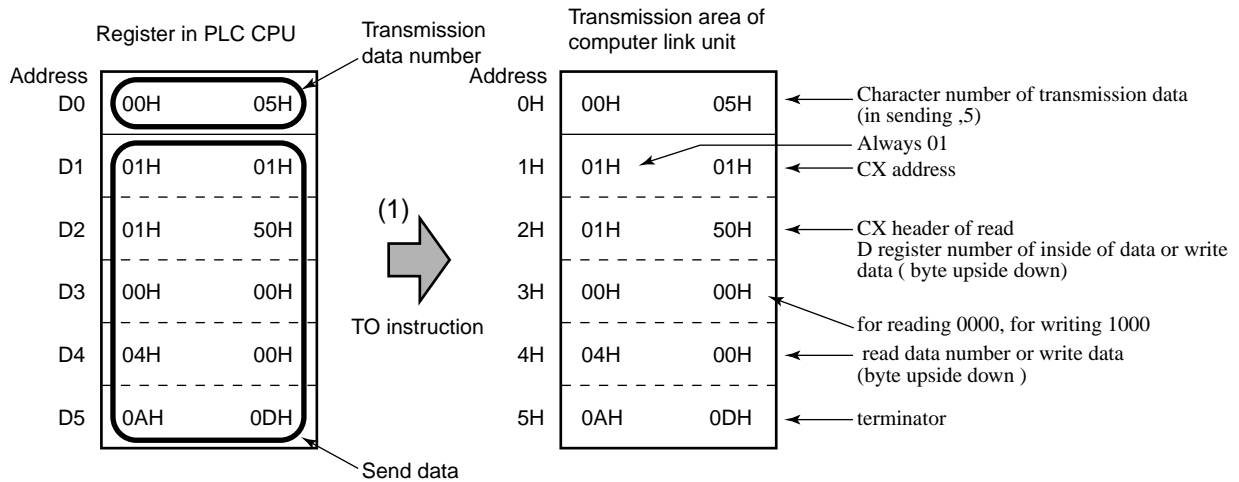 Register in PLC CPU
Transmission
data number
Transmission area of
computer link unit
Address
Address
D0 00H 05H
0H 00H 05H
Character number of transmission data
(in sending ,5)
Always 01
D1 01H 01H
1H 01H 01H
CX address
(1)
D2 01H 50H
2H 01H 50H
CX header of read
D register number of inside of data or write
data ( byte upside down)
D3 00H 00H
3H 00H 00H
TO instruction
for reading 0000, for writing 1000
D4 04H 00H
4H 04H 00H
read data number or write data
(byte upside down )
D5 0AH 0DH
5H 0AH 0DH
terminator
Send data